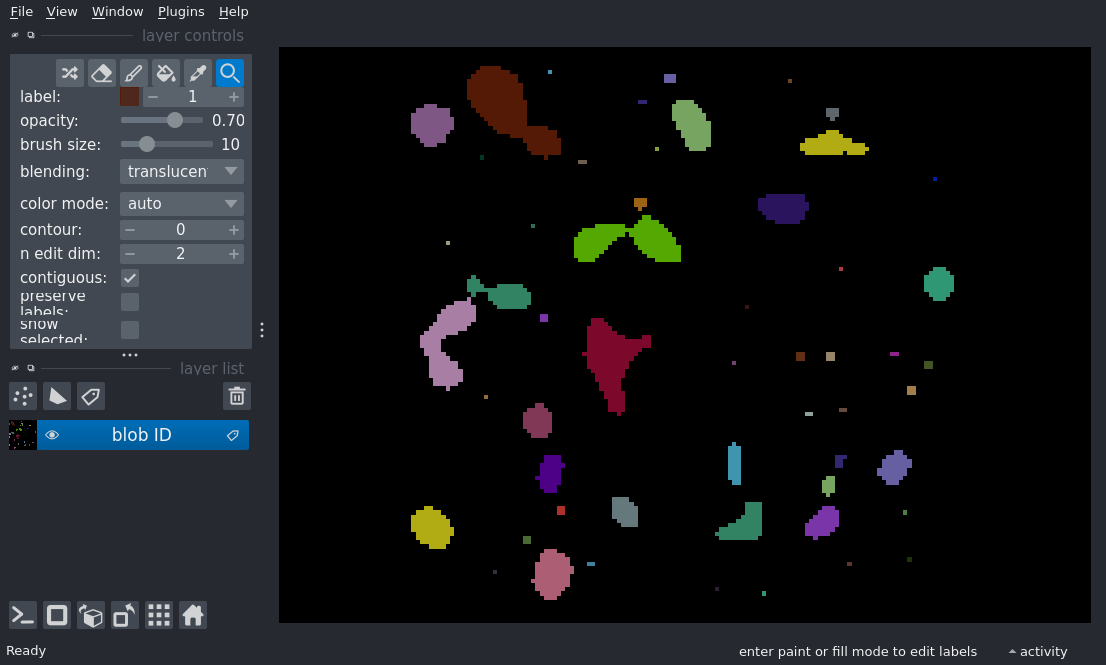 File View Window Plugins Help
layer controls
label: 1
opacity: 0.70
brush size: 10
blending: translucen
color mode: auto
contour: 0
n edit dim: 2
contiguous:
preserve
labels:
show
selected:
layer list
blob ID
Ready enter paint or fill mode to edit labels activity